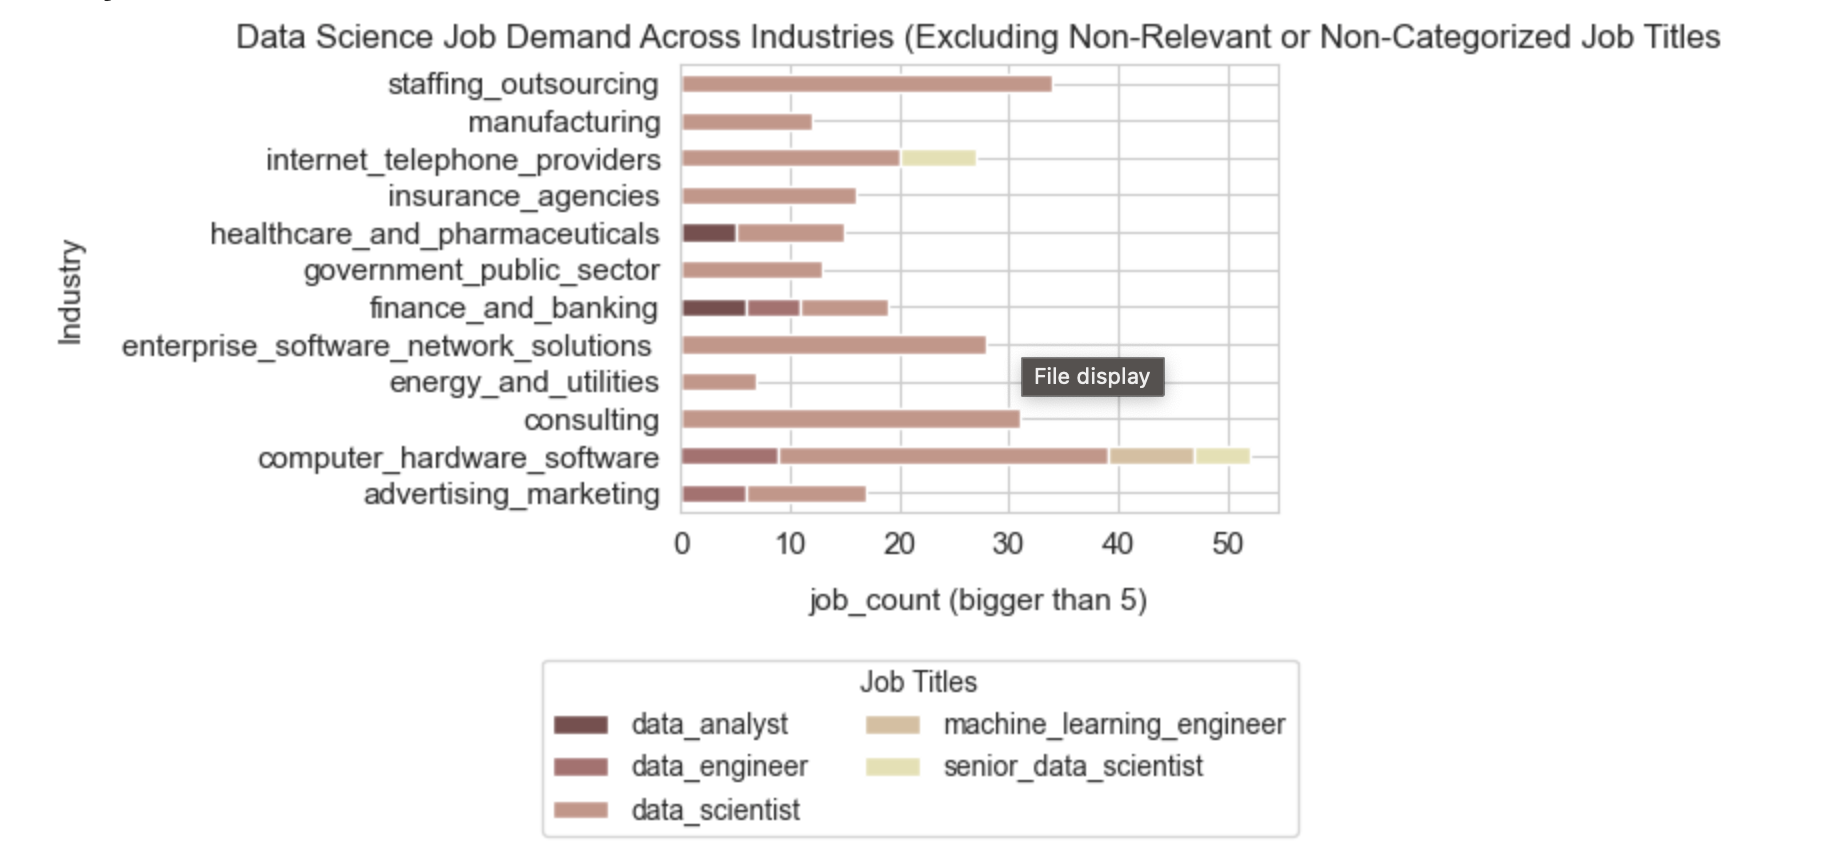 Data Science Job Demand Across Industries (Excluding Non-Relevant or Non-Categorized Job Titles
Industry
staffing_outsourcing
manufacturing
internet_telephone_providers
insurance_agencies
healthcare_and_pharmaceuticals
government_public_sector
finance_and_banking
enterprise_software_network_solutions
energy_and_utilities
consulting
computer_hardware_software
advertising_marketing
File display
0 10 20 30 40 50
job_count (bigger than 5)
Job Titles
data_analyst
data_engineer
data_scientist
machine_learning_engineer
senior_data_scientist